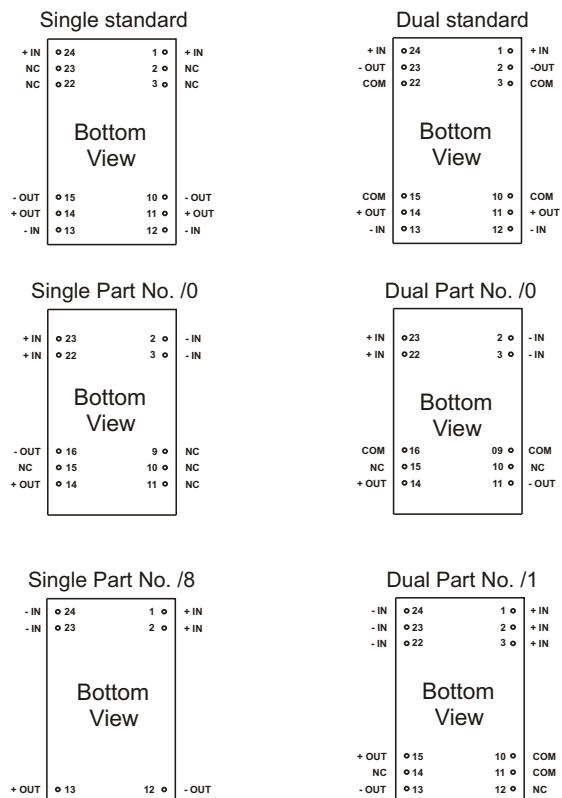 Single standard
+ IN 24 1 + IN
NC 23 2 NC
NC 22 3 NC
Bottom
View
- OUT 15 10 - OUT
+ OUT 14 11 + OUT
- IN 13 12 - IN
Dual standard
+ IN 24 1 + IN
- OUT 23 2 -OUT
COM 22 3 COM
Bottom
View
COM 15 10 COM
+ OUT 14 11 + OUT
- IN 13 12 - IN
Single Part No. /0
+ IN 23 2 - IN
+ IN 22 3 - IN
Bottom
View
- OUT 16 9 NC
NC 15 10 NC
+ OUT 14 11 NC
Dual Part No. /0
+ IN 23 2 - IN
+ IN 22 3 - IN
Bottom
View
COM 16 09 COM
NC 15 10 NC
+ OUT 14 11 - OUT
Single Part No. /8
- IN 24 1 + IN
- IN 23 2 + IN
Bottom
View
+ OUT 13 12 - OUT
Dual Part No. /1
- IN 24 1 + IN
- IN 23 2 + IN
- IN 22 3 + IN
Bottom
View
+ OUT 15 10 COM
NC 14 11 COM
- OUT 13 12 NC